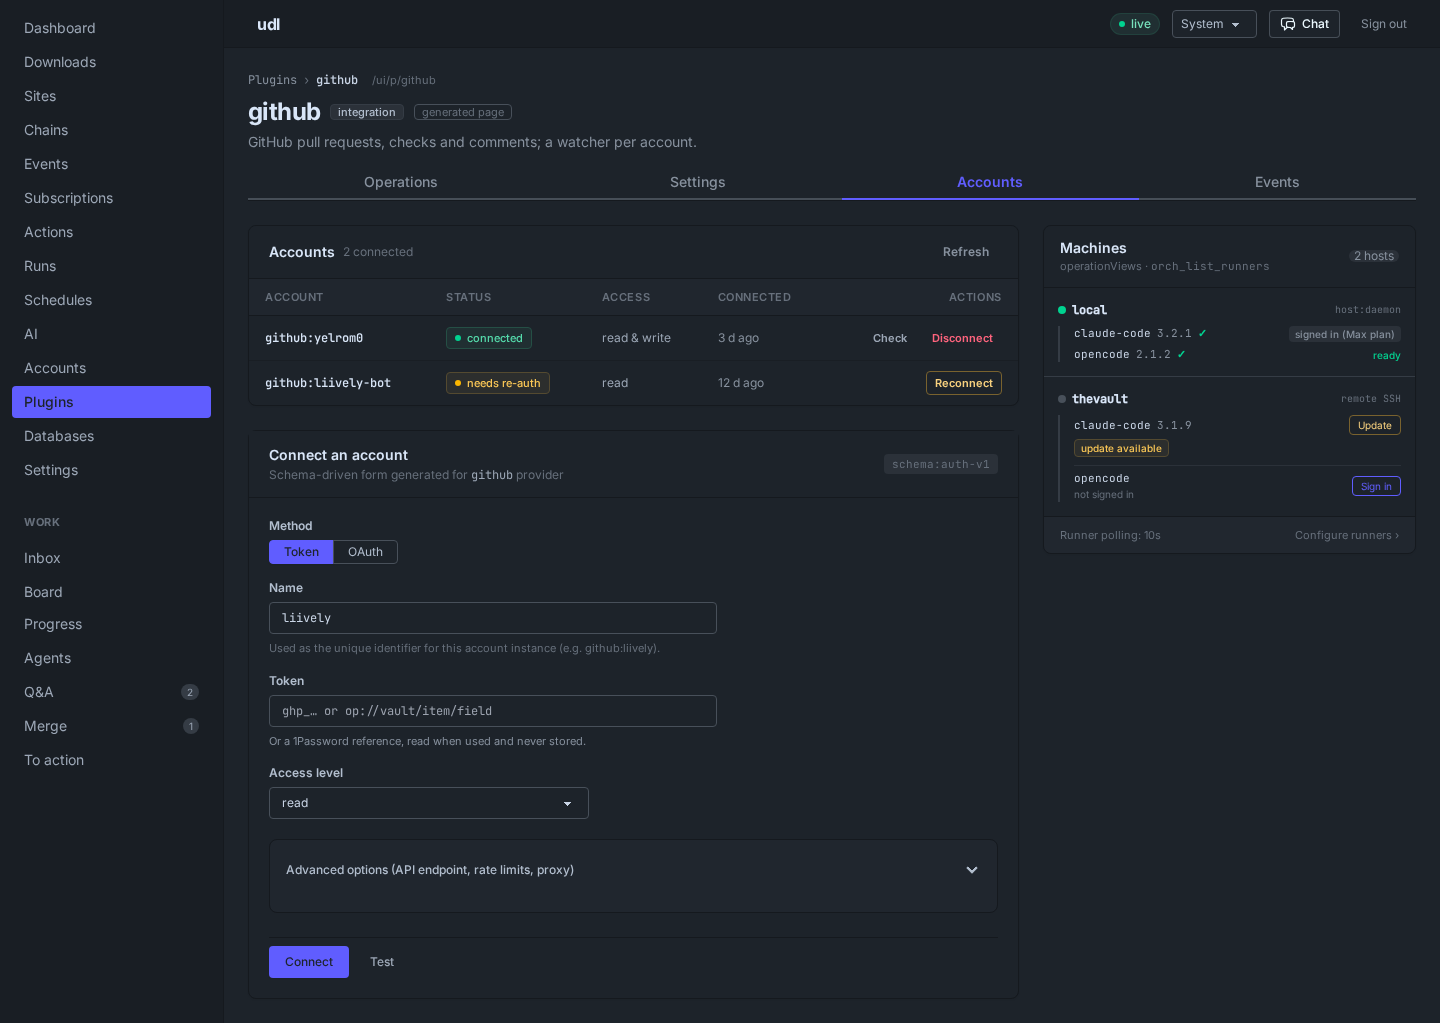 Dashboard
Downloads
Sites
Chains
Events
Subscriptions
Actions
Runs
Schedules
AI
Accounts
Plugins
Databases
Settings
WORK
Inbox
Board
Progress
Agents
Q&A 2
Merge 1
To action
udl
live
System
Chat
Sign out
Plugins › github /ui/p/github
github integration generated page
GitHub pull requests, checks and comments; a watcher per account.
Operations Settings Accounts Events
Accounts 2 connected Refresh
ACCOUNT STATUS ACCESS CONNECTED ACTIONS
github:yelrom0 connected read & write 3 d ago Check Disconnect
github:liively-bot needs re-auth read 12 d ago Reconnect
Connect an account
Schema-driven form generated for github provider
schema:auth-v1
Method
Token OAuth
Name
liively
Used as the unique identifier for this account instance (e.g. github:liively).
Token
ghp_… or op://vault/item/field
Or a 1Password reference, read when used and never stored.
Access level
read
Advanced options (API endpoint, rate limits, proxy)
Connect Test
Machines
operationViews · orch_list_runners
2 hosts
local host:daemon
claude-code 3.2.1 ✓ signed in (Max plan)
opencode 2.1.2 ✓ ready
thevault remote SSH
claude-code 3.1.9 Update
update available
opencode
not signed in
Sign in
Runner polling: 10s Configure runners ›